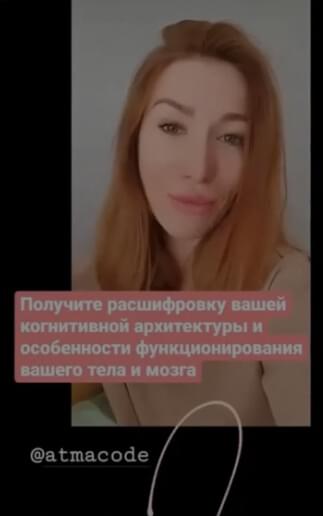 Получите расшифровку вашей
когнитивной архитектуры и
особенности функционирования
вашего тела и мозга
@atmacode